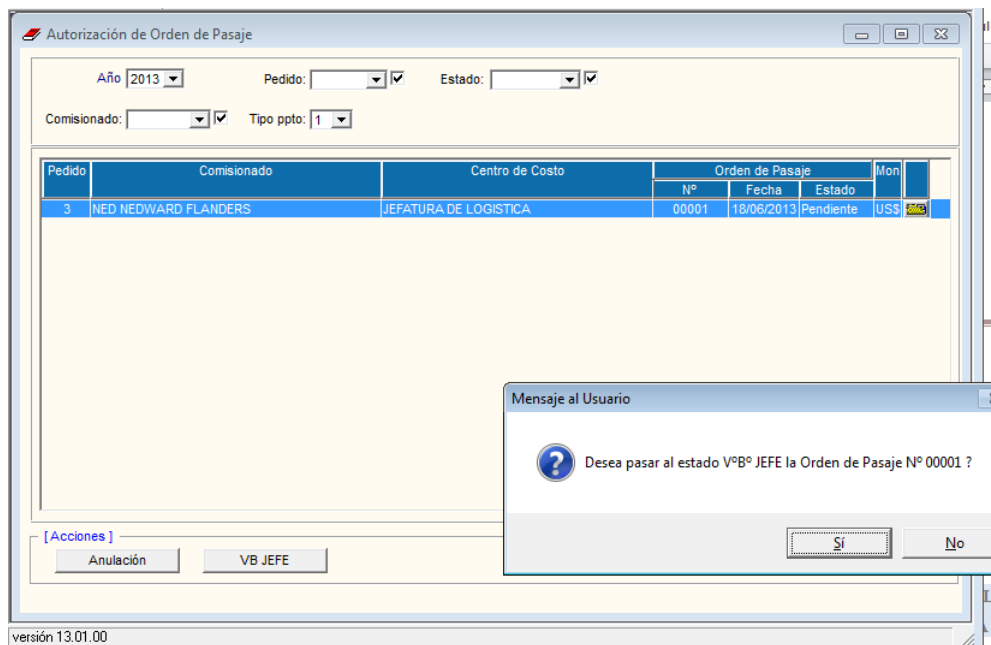 Autorización de Orden de Pasaje
Año 2013 Pedido: Estado:
Comisionado: Tipo ppto: 1
Pedido Comisionado Centro de Costo Orden de Pasaje Mon
Nº Fecha Estado
3 NED NEDWARD FLANDERS JEFATURA DE LOGISTICA 00001 18/06/2013 Pendiente US$
Mensaje al Usuario
Desea pasar al estado VºBº JEFE la Orden de Pasaje Nº 00001 ?
Sí No
[ Acciones ]
Anulación VB JEFE
versión 13.01.00